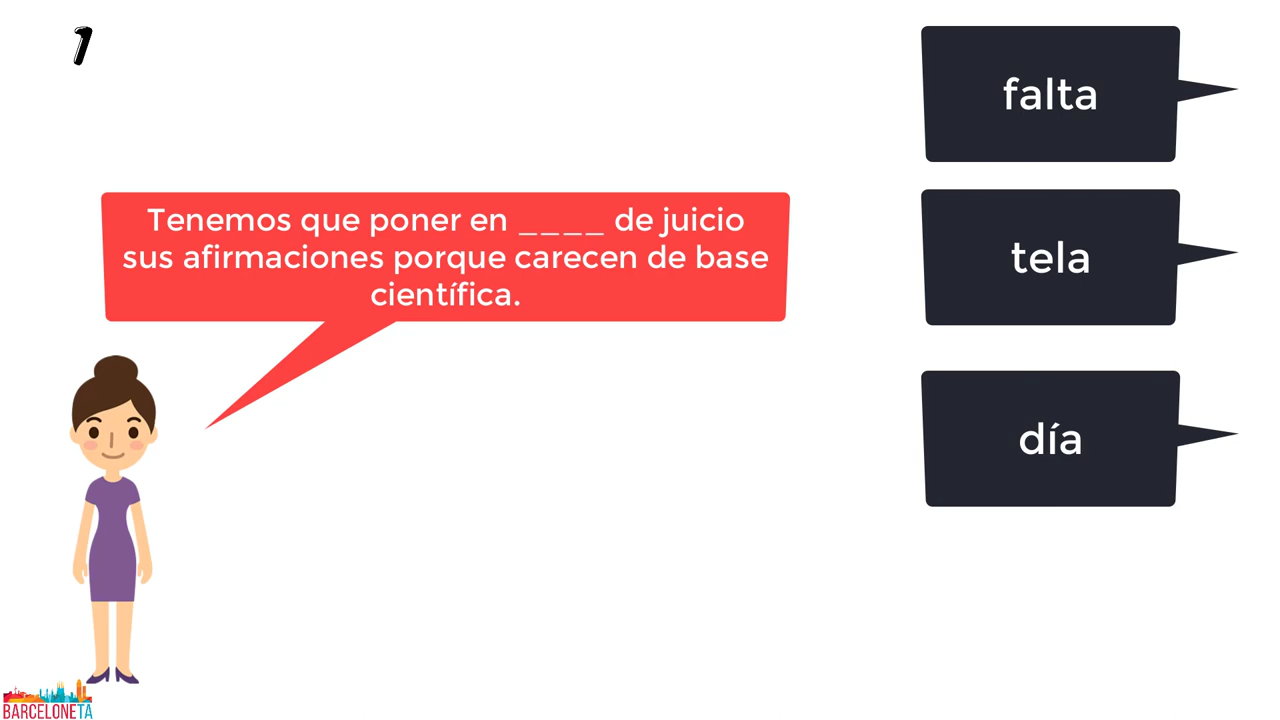 1
Tenemos que poner en ____ de juicio
sus afirmaciones porque carecen de base
científica.
falta
tela
día
BARCELONETA